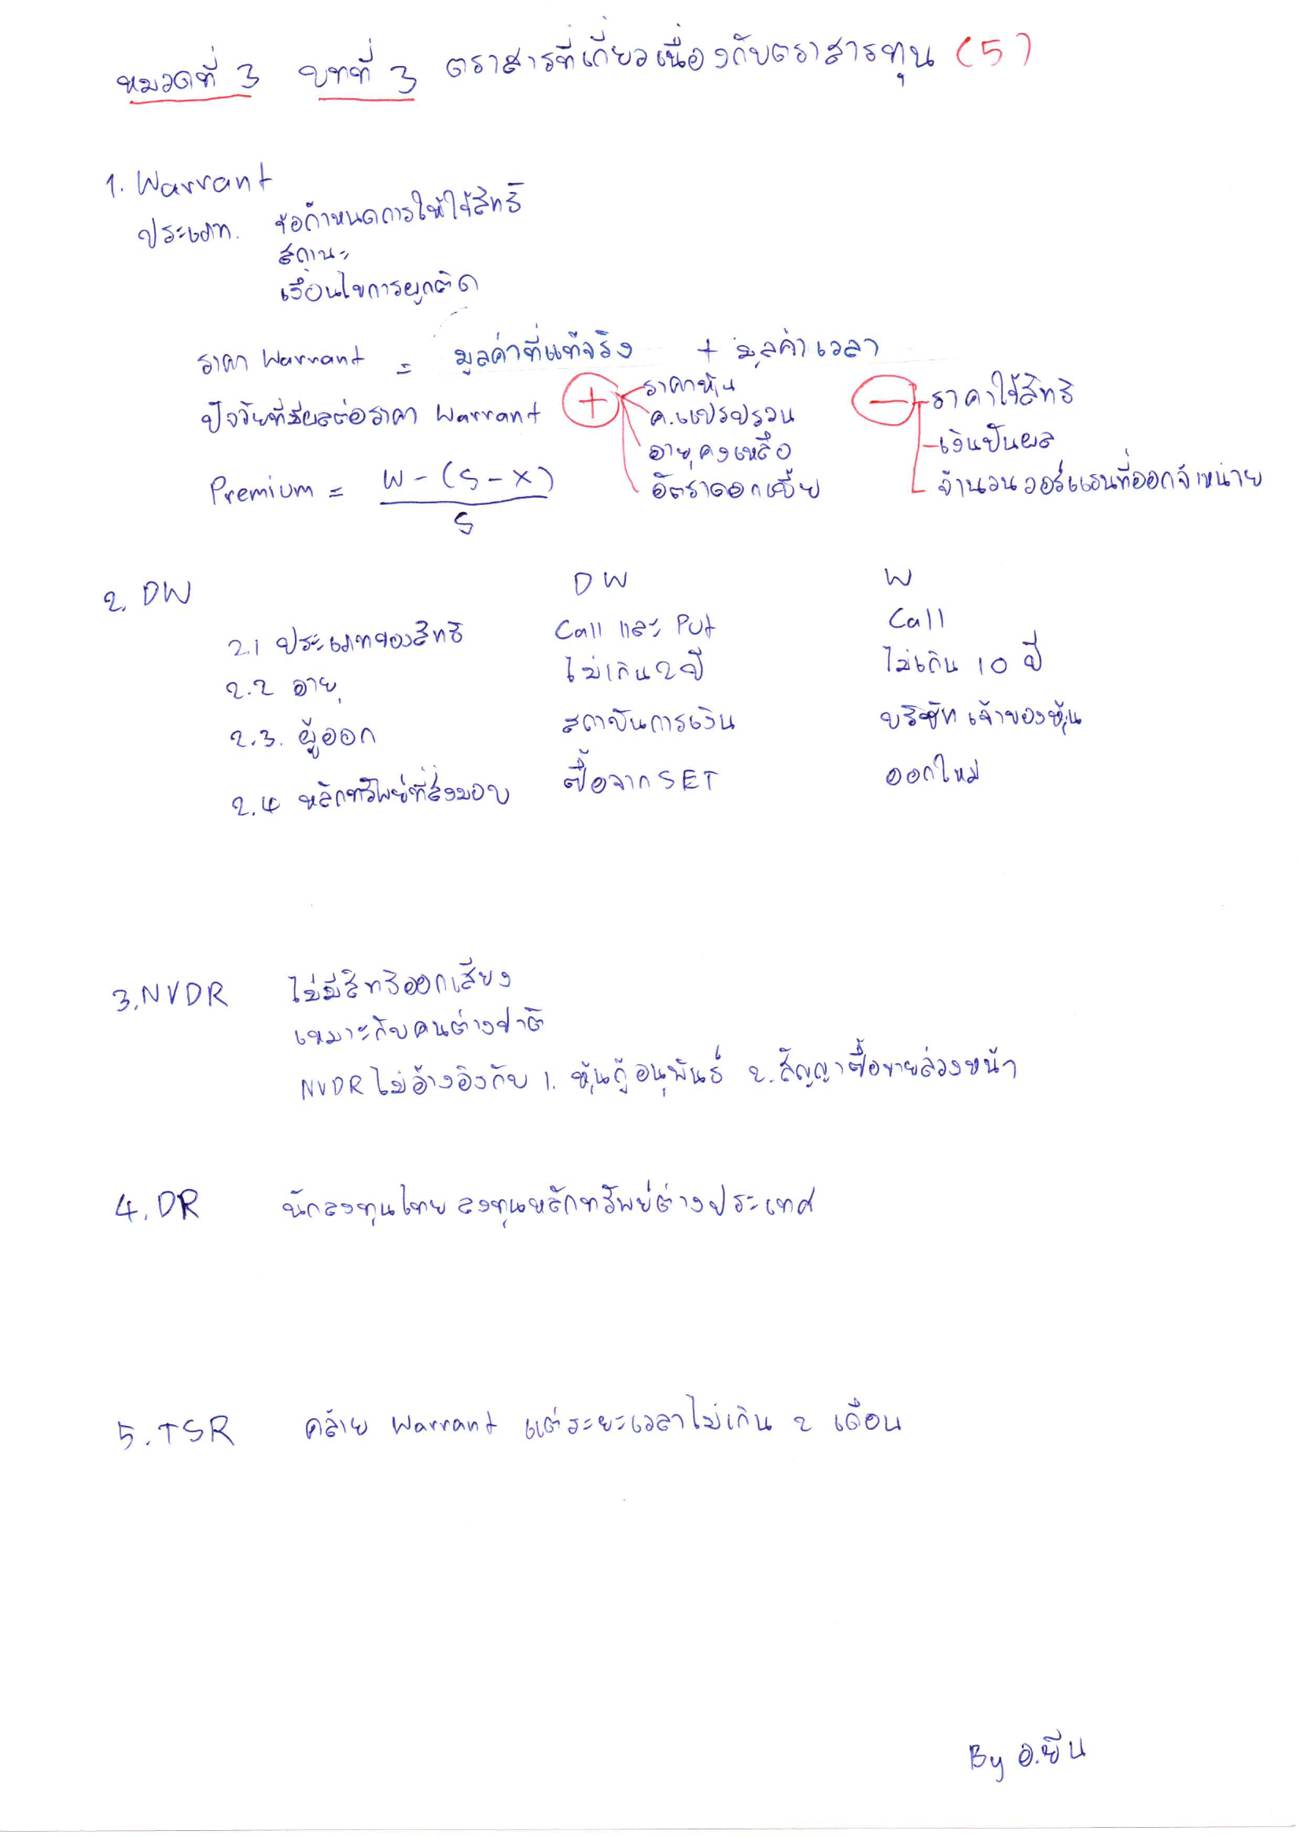 หมวดที่ 3 บทที่ 3 ตราสารที่เกี่ยวเนื่องกับตราสารทุน (5)
1. Warrant
ประเภท. ข้อกำหนดการให้ใช้สิทธิ
สถานะ
เงื่อนไขการผูกติด
ราคา Warrant = มูลค่าที่แท้จริง + มูลค่าเวลา
ปัจจัยที่มีผลต่อราคา Warrant + ราคาหุ้น – ราคาใช้สิทธิ
ค.แปรปรวน – เงินปันผล
อายุคงเหลือ
Premium = W - (S - X) / S อัตราดอกเบี้ย จำนวนวอร์แรนที่ออกจำหน่าย
2. DW DW W
2.1 ประเภทของสิทธิ Call และ Put Call
2.2 อายุ ไม่เกิน 2 ปี ไม่เกิน 10 ปี
2.3. ผู้ออก สถาบันการเงิน บริษัทเจ้าของหุ้น
2.4 หลักทรัพย์ที่ส่งมอบ ซื้อจาก SET ออกใหม่
3. NVDR ไม่มีสิทธิออกเสียง
เหมาะกับคนต่างชาติ
NVDR ไม่อ้างอิงกับ 1. หุ้นกู้อนุพันธ์ 2. สัญญาซื้อขายล่วงหน้า
4. DR นักลงทุนไทย ลงทุนหลักทรัพย์ต่างประเทศ
5. TSR คล้าย Warrant แต่ระยะเวลาไม่เกิน 2 เดือน
By อ.ยีน